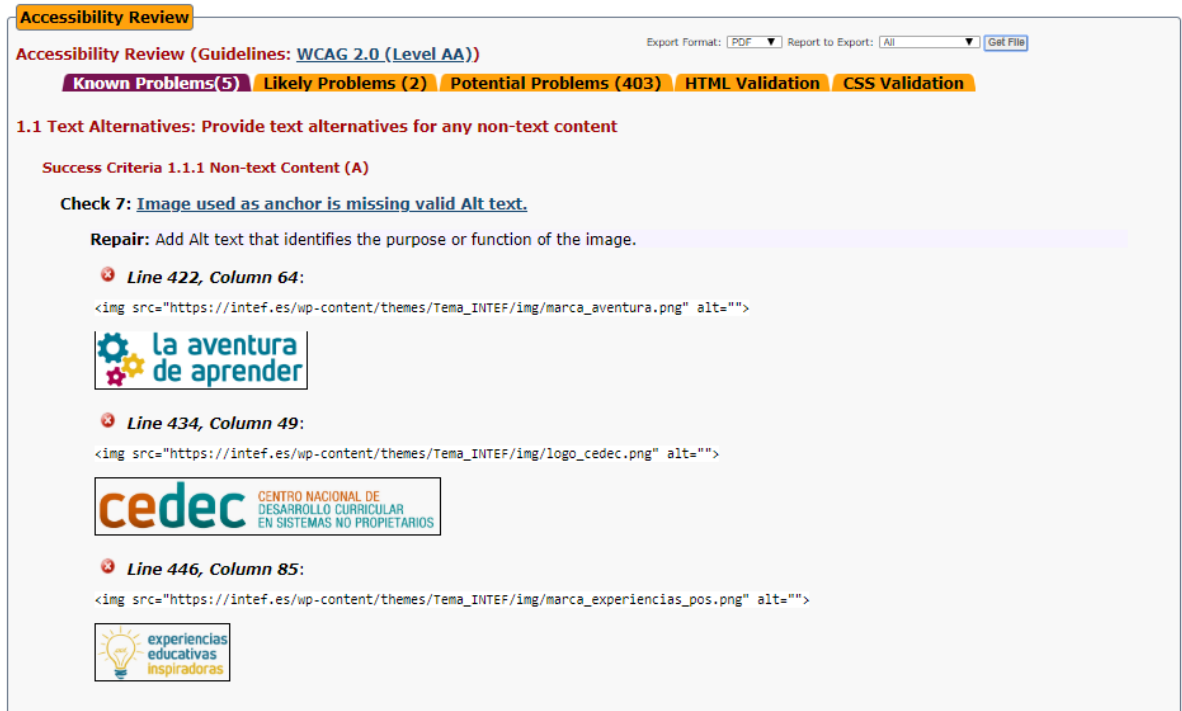 Accessibility Review
Export Format: PDF Report to Export: All Get File
Accessibility Review (Guidelines: WCAG 2.0 (Level AA))
Known Problems(5) Likely Problems (2) Potential Problems (403) HTML Validation CSS Validation
1.1 Text Alternatives: Provide text alternatives for any non-text content
Success Criteria 1.1.1 Non-text Content (A)
Check 7: Image used as anchor is missing valid Alt text.
Repair: Add Alt text that identifies the purpose or function of the image.
Line 422, Column 64:
<img src="https://intef.es/wp-content/themes/Tema_INTEF/img/marca_aventura.png" alt="">
la aventura
de aprender
Line 434, Column 49:
<img src="https://intef.es/wp-content/themes/Tema_INTEF/img/logo_cedec.png" alt="">
cedec
CENTRO NACIONAL DE
DESARROLLO CURRICULAR
EN SISTEMAS NO PROPIETARIOS
Line 446, Column 85:
<img src="https://intef.es/wp-content/themes/Tema_INTEF/img/marca_experiencias_pos.png" alt="">
experiencias
educativas
inspiradoras